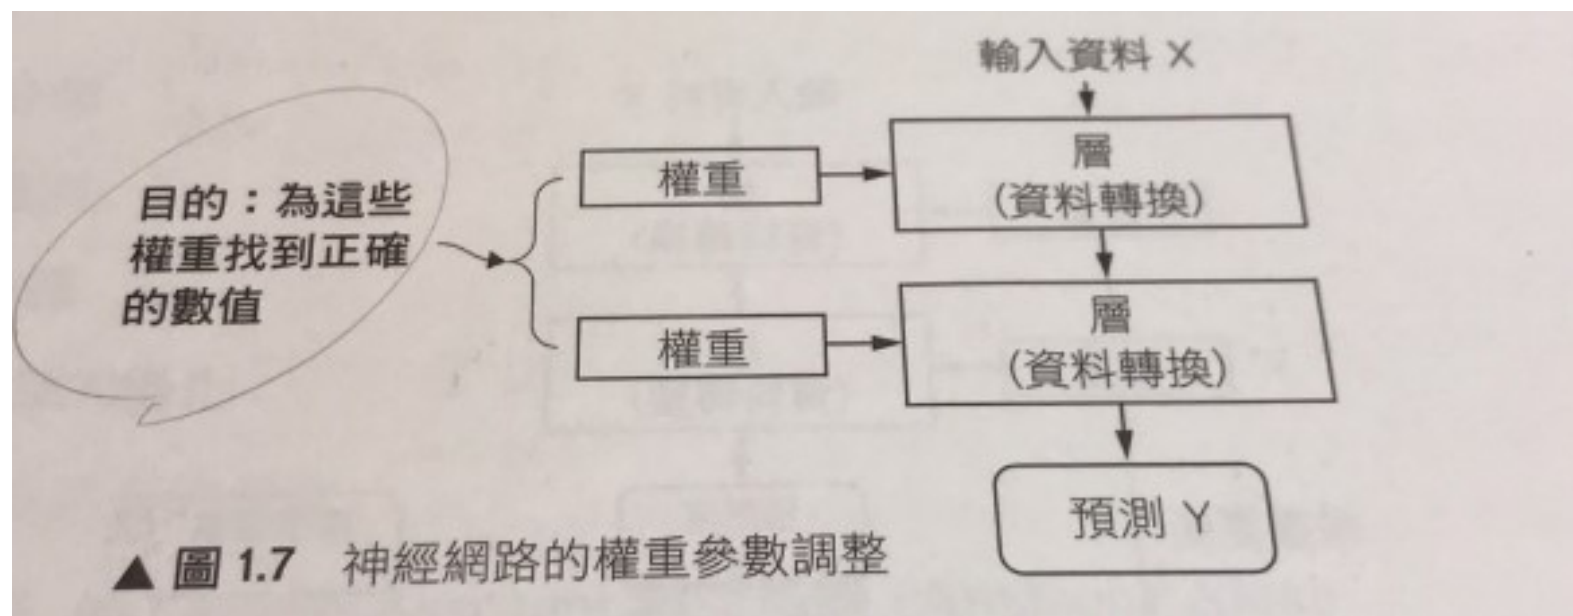 輸入資料 X
層
(資料轉換)
權重
目的：為這些
權重找到正確
的數值
層
(資料轉換)
權重
預測 Y
▲ 圖 1.7 神經網路的權重參數調整